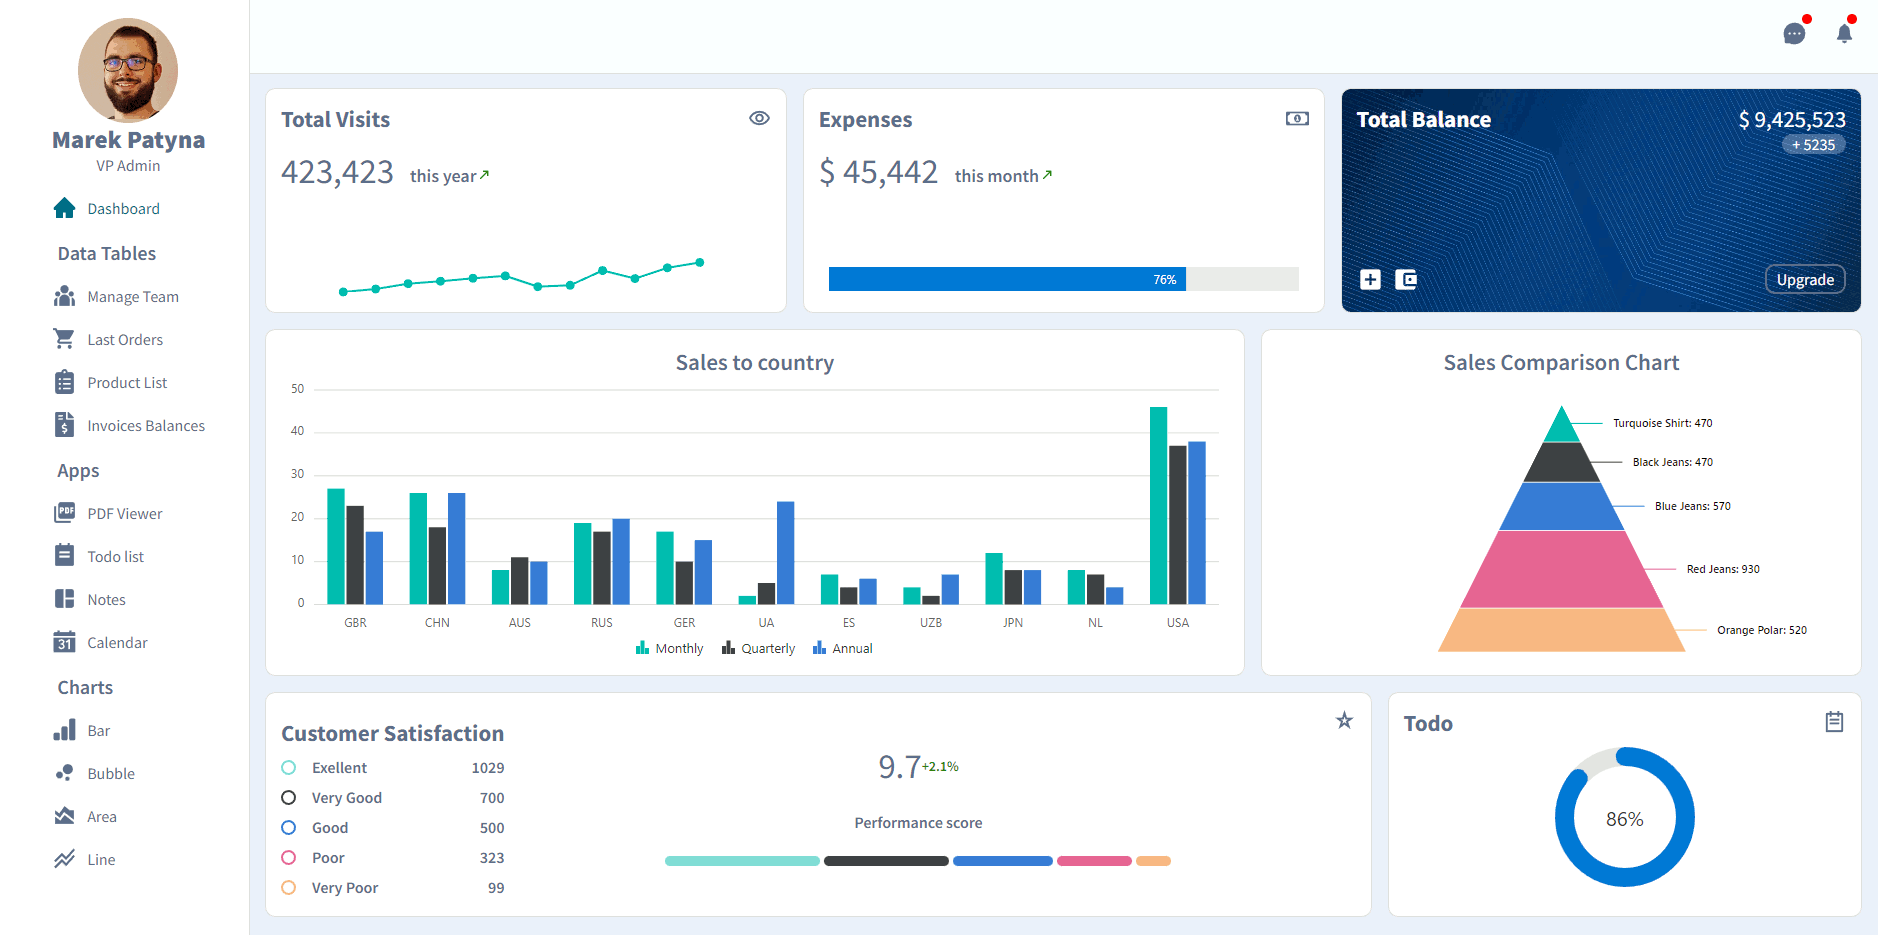 Marek Patyna
VP Admin
Dashboard
Data Tables
Manage Team
Last Orders
Product List
Invoices Balances
Apps
PDF Viewer
Todo list
Notes
31 Calendar
Charts
Bar
Bubble
Area
Line
Total Visits
423,423 this year
Expenses
$ 45,442 this month
76%
Total Balance
$ 9,425,523
+ 5235
Upgrade
Sales to country
50
40
30
20
10
0
GBR CHN AUS RUS GER UA ES UZB JPN NL USA
Monthly Quarterly Annual
Sales Comparison Chart
Turquoise Shirt: 470
Black Jeans: 470
Blue Jeans: 570
Red Jeans: 930
Orange Polar: 520
Customer Satisfaction
Exellent 1029
Very Good 700
Good 500
Poor 323
Very Poor 99
9.7 +2.1%
Performance score
Todo
86%